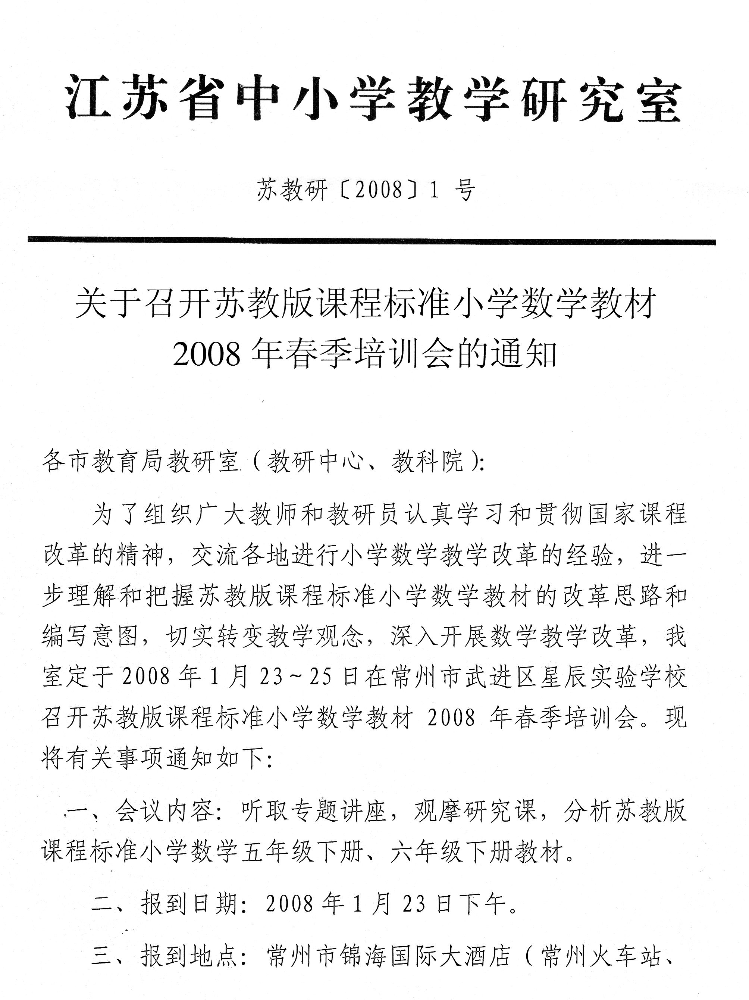 江苏省中小学教学研究室
苏教研〔2008〕1 号
关于召开苏教版课程标准小学数学教材
2008 年春季培训会的通知
各市教育局教研室（教研中心、教科院）：
为了组织广大教师和教研员认真学习和贯彻国家课程
改革的精神，交流各地进行小学数学教学改革的经验，进一
步理解和把握苏教版课程标准小学数学教材的改革思路和
编写意图，切实转变教学观念，深入开展数学教学改革，我
室定于 2008 年 1 月 23～25 日在常州市武进区星辰实验学校
召开苏教版课程标准小学数学教材 2008 年春季培训会。现
将有关事项通知如下：
一、会议内容：听取专题讲座，观摩研究课，分析苏教版
课程标准小学数学五年级下册、六年级下册教材。
二、报到日期：2008 年 1 月 23 日下午。
三、报到地点：常州市锦海国际大酒店（常州火车站、